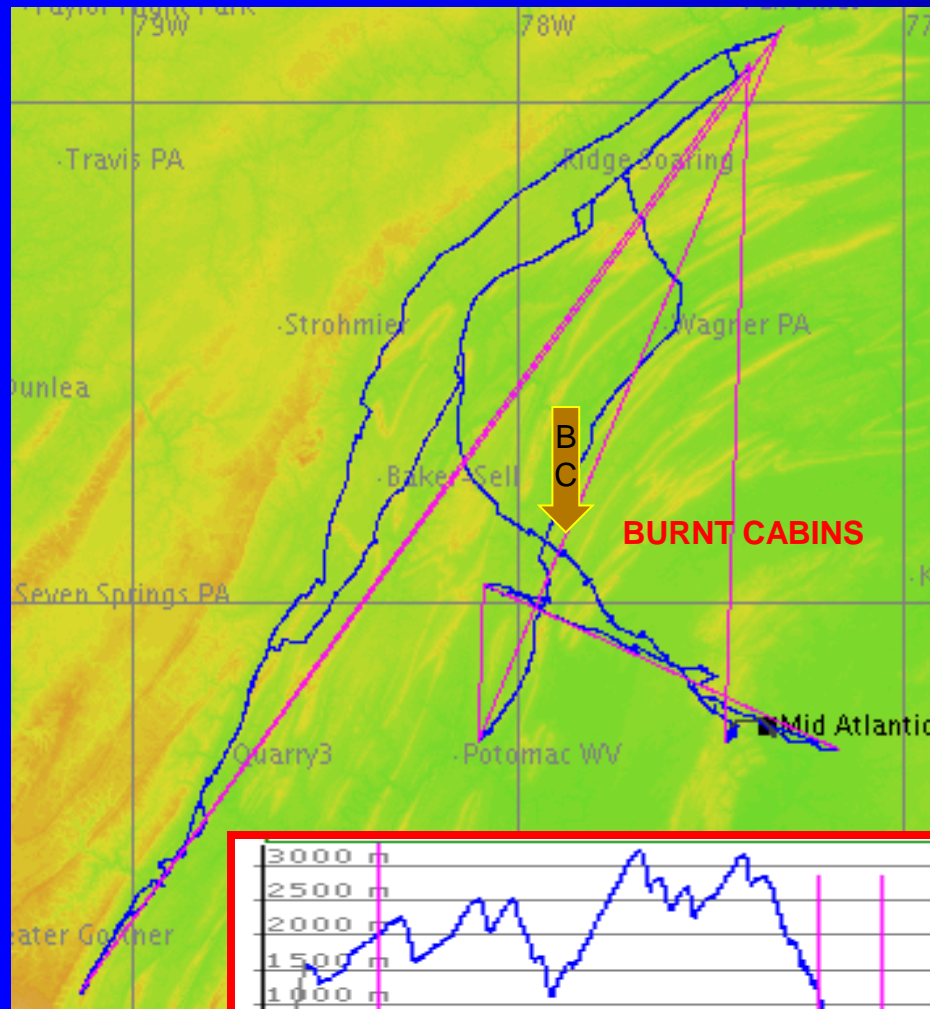 79W
78W
Travis PA
Ridge Soaring
Strohmier
Wagner PA
B
C
Baker-Sell
BURNT CABINS
Seven Springs PA
Mid Atlantic
Quarry3
Potomac WV
3000 m
2500 m
2000 m
1500 m
1000 m